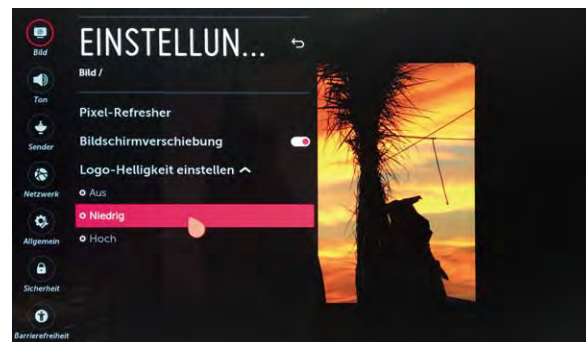 Bild
Ton
Sender
Netzwerk
Allgemein
Sicherheit
Barrierefreiheit
EINSTELLUN...
Bild /
Pixel-Refresher
Bildschirmverschiebung
Logo-Helligkeit einstellen
Aus
Niedrig
Hoch